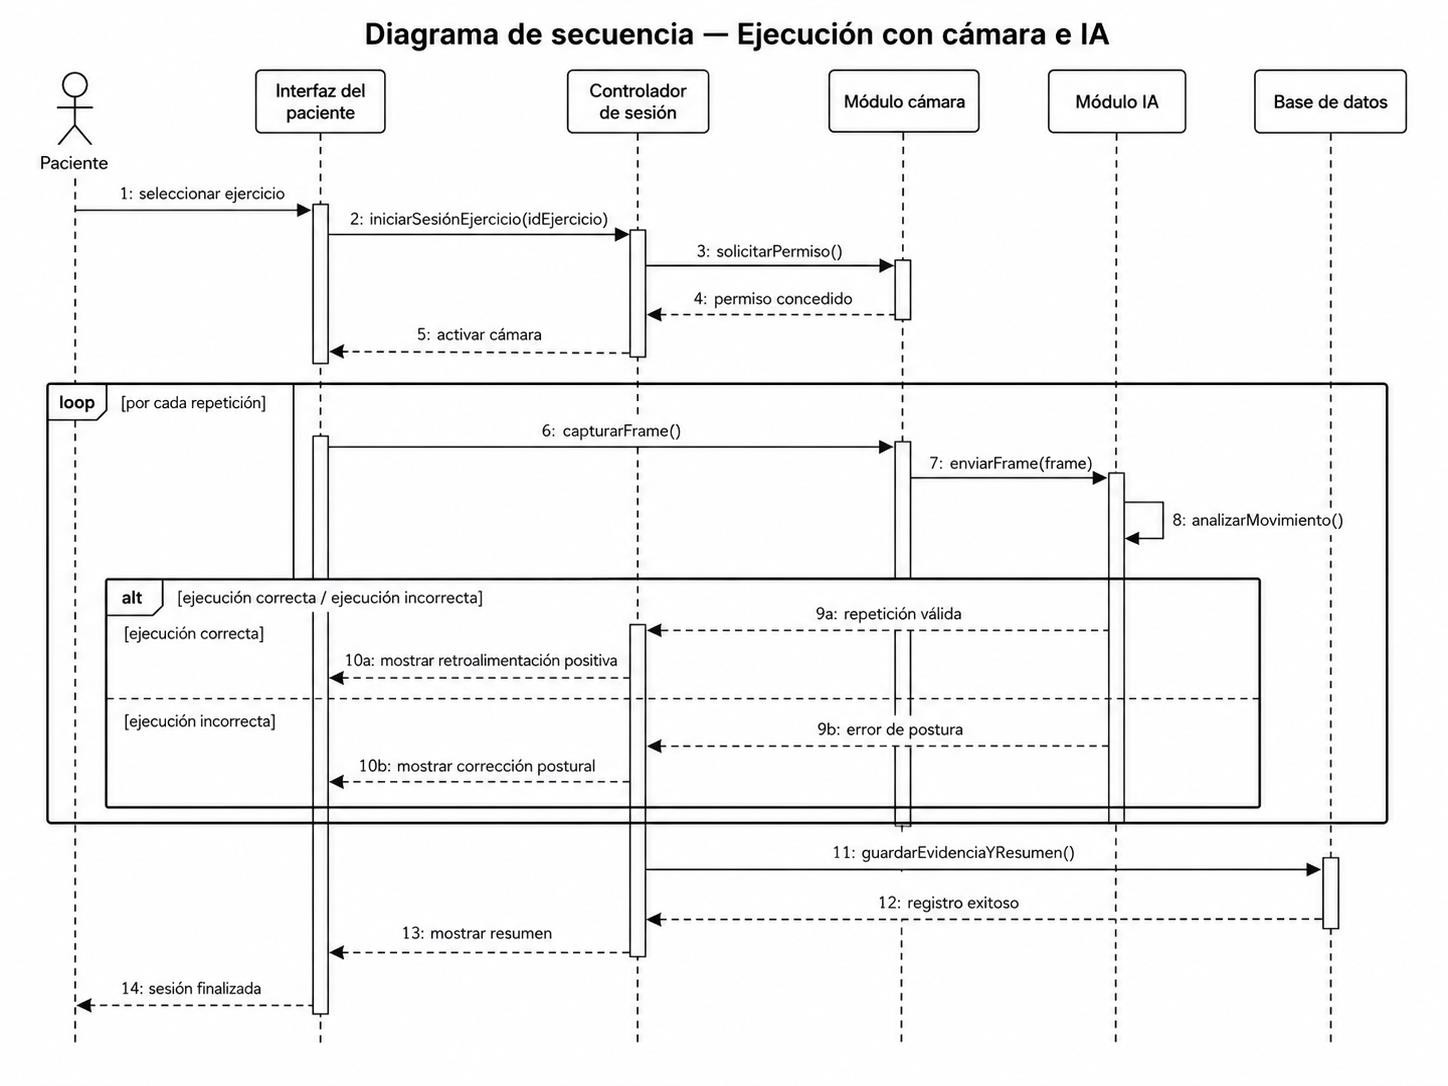 Diagrama de secuencia — Ejecución con cámara e IA
Paciente
Interfaz del
paciente
Controlador
de sesión
Módulo cámara
Módulo IA
Base de datos
1: seleccionar ejercicio
2: iniciarSesiónEjercicio(idEjercicio)
3: solicitarPermiso()
4: permiso concedido
5: activar cámara
loop
[por cada repetición]
6: capturarFrame()
7: enviarFrame(frame)
8: analizarMovimiento()
alt
[ejecución correcta / ejecución incorrecta]
9a: repetición válida
[ejecución correcta]
10a: mostrar retroalimentación positiva
[ejecución incorrecta]
9b: error de postura
10b: mostrar corrección postural
11: guardarEvidenciaYResumen()
12: registro exitoso
13: mostrar resumen
14: sesión finalizada